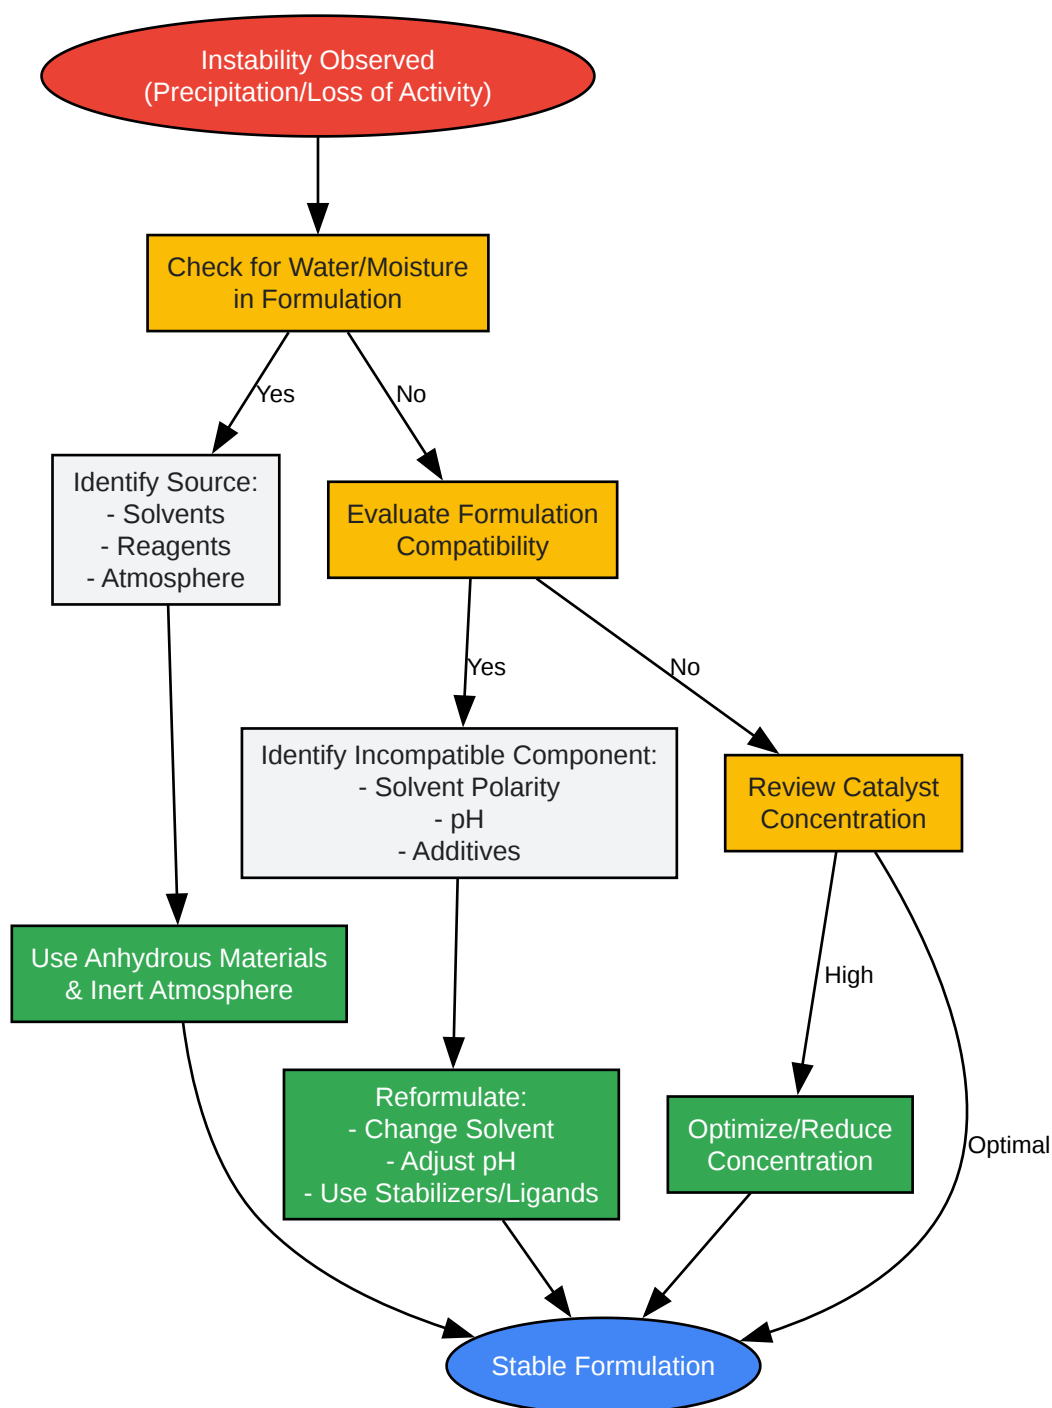 Instability Observed
(Precipitation/Loss of Activity)
Check for Water/Moisture
in Formulation
Yes
No
Identify Source:
- Solvents
- Reagents
- Atmosphere
Evaluate Formulation
Compatibility
Yes
No
Identify Incompatible Component:
- Solvent Polarity
- pH
- Additives
Review Catalyst
Concentration
Use Anhydrous Materials
& Inert Atmosphere
High
Reformulate:
- Change Solvent
- Adjust pH
- Use Stabilizers/Ligands
Optimize/Reduce
Concentration
Optimal
Stable Formulation